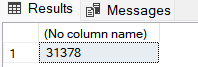 Results Messages
(No column name)
1 31378